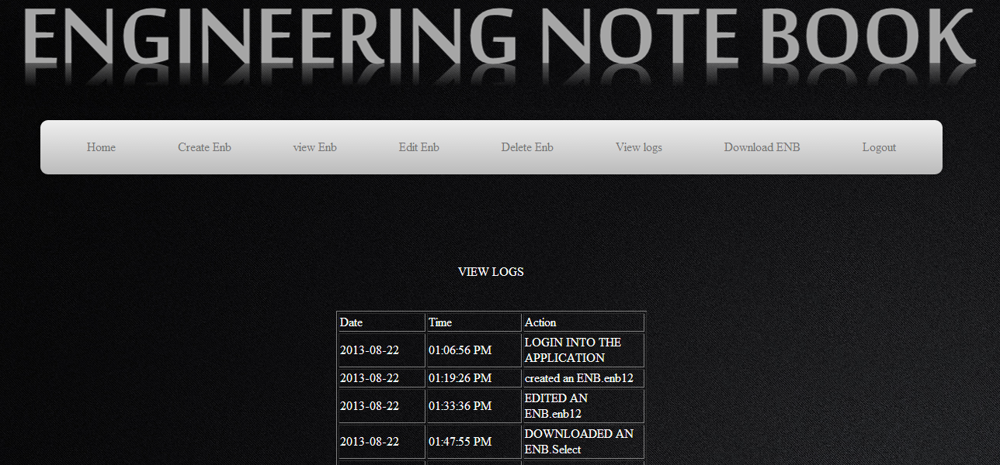 ENGINEERING NOTE BOOK
Home Create Enb view Enb Edit Enb Delete Enb View logs Download ENB Logout
VIEW LOGS
Date Time Action
2013-08-22 01:06:56 PM LOGIN INTO THE
APPLICATION
2013-08-22 01:19:26 PM created an ENB.enb12
2013-08-22 01:33:36 PM EDITED AN
ENB.enb12
2013-08-22 01:47:55 PM DOWNLOADED AN
ENB.Select